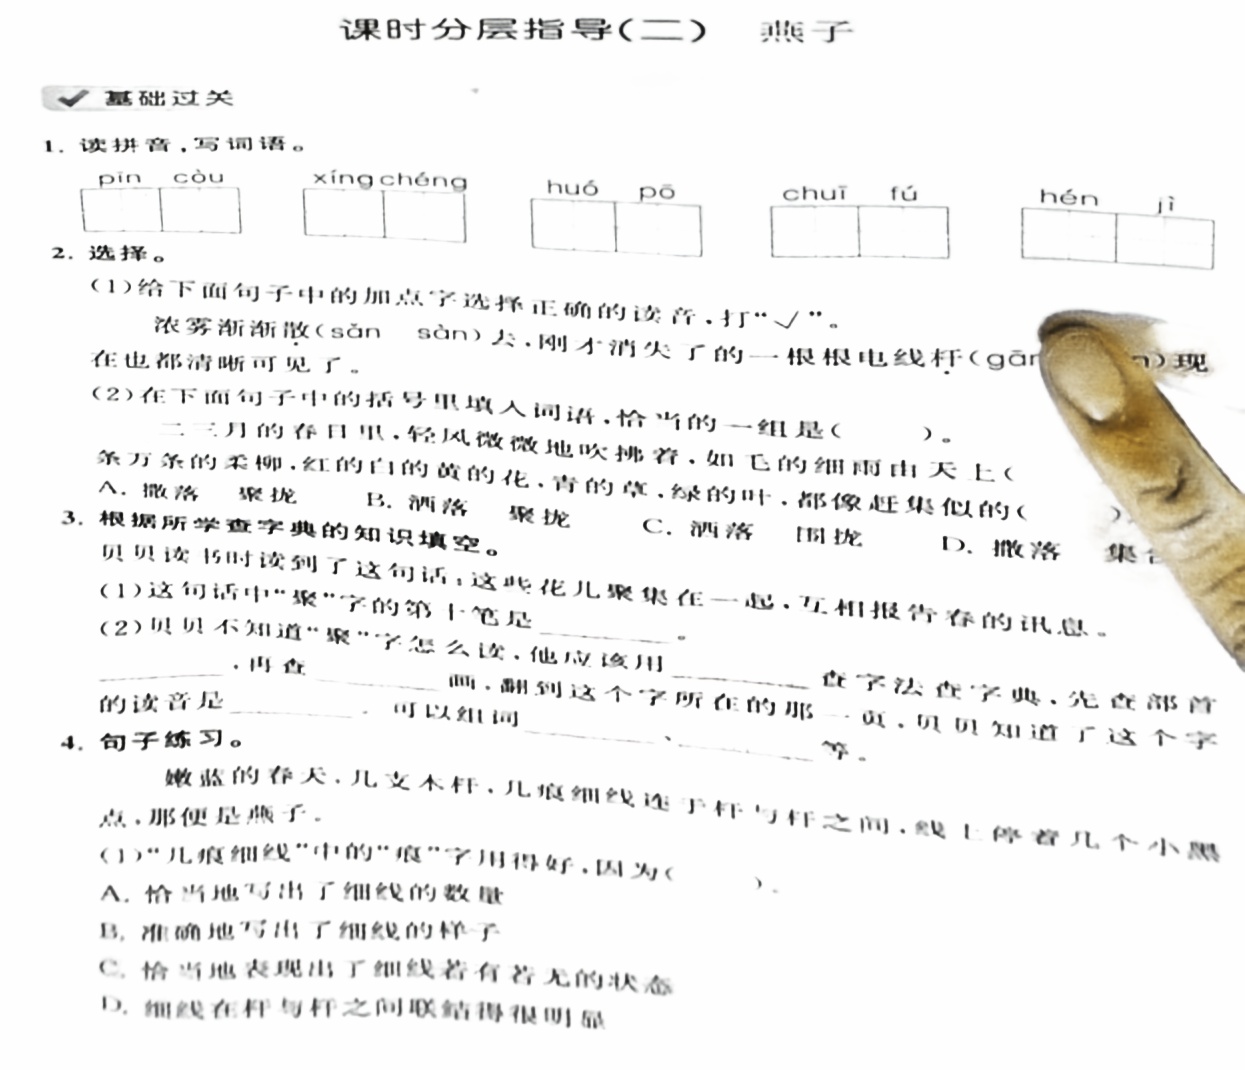 课时分层指导(二) 燕子
基础过关
1. 读拼音,写词语。
pīn còu xíng chéng huó pō chuī fú hén jì
2. 选择。
(1)给下面句子中的加点字选择正确的读音,打“√”。
浓雾渐渐散(sǎn sàn)去,刚才消失了的一根根电线杆(gān )现
在也都清晰可见了。
(2)在下面句子中的括号里填入词语,恰当的一组是( )。
二三月的春日里,轻风微微地吹拂着,如毛的细雨由天上(
条万条的柔柳,红的白的黄的花,青的草,绿的叶,都像赶集似的( )
A. 撒落 聚拢 B. 洒落 聚拢 C. 洒落 围拢 D. 撒落 集
3. 根据所学查字典的知识填空。
贝贝读书时读到了这句话:这些花儿聚集在一起,互相报告春的讯息。
(1)这句话中“聚”字的第十笔是________。
(2)贝贝不知道“聚”字怎么读,他应该用________查字法查字典,先查部首
________,再查________画,翻到这个字所在的那一页,贝贝知道了这个字
的读音是________,可以组词________、________等。
4. 句子练习。
嫩蓝的春天,几支木杆,几痕细线连于杆与杆之间,线上停着几个小黑
点,那便是燕子。
(1)“几痕细线”中的“痕”字用得好,因为( )。
A. 恰当地写出了细线的数量
B. 准确地写出了细线的样子
C. 恰当地表现出了细线若有若无的状态
D. 细线在杆与杆之间联结得很明显